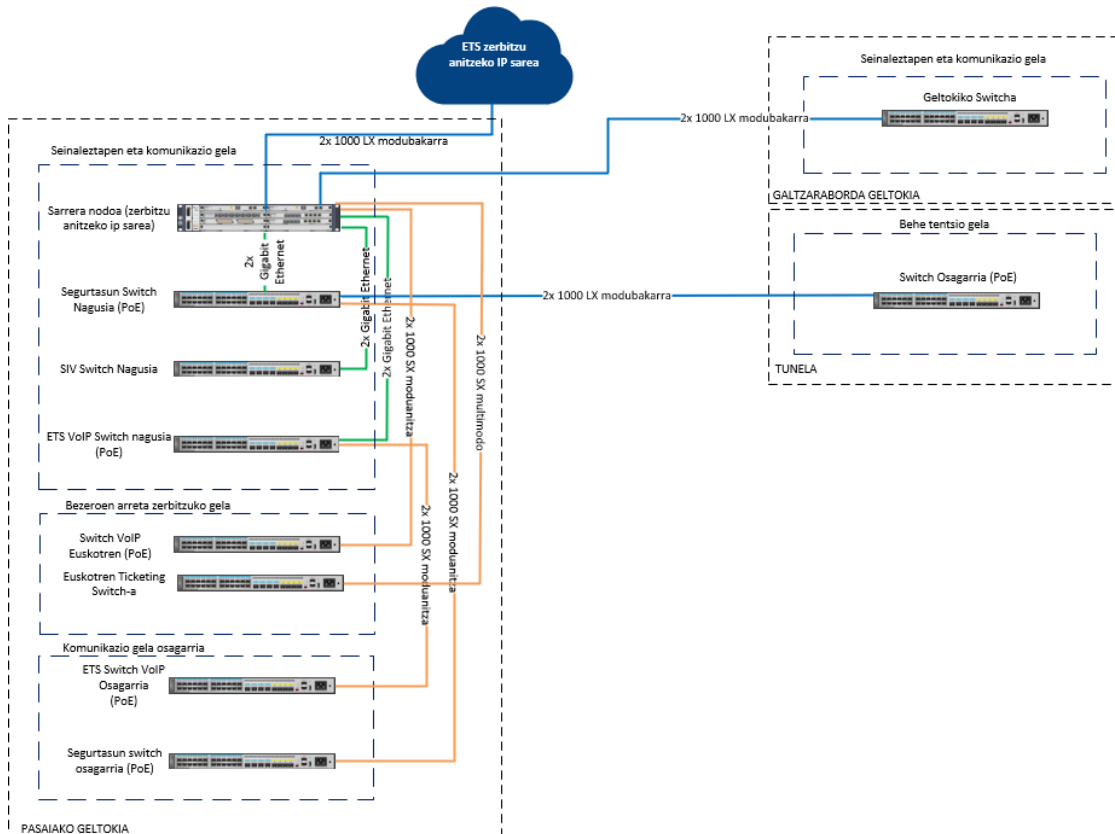 ETS zerbitzu
anitzeko IP sarea
2x 1000 LX modubakarra
Seinaleztapen eta komunikazio gela
Sarrera nodoa (zerbitzu
anitzeko ip sarea)
2x
Gigabit
Ethernet
Segurtasun Switch
Nagusia (PoE)
SIV Switch Nagusia
ETS VoIP Switch nagusia
(PoE)
2x Gigabit Ethernet
2x Gigabit Ethernet
2x 1000 SX moduanitza
2x 1000 SX multimodo
2x 1000 SX moduanitza
2x 1000 SX moduanitza
Bezeroen arreta zerbitzuko gela
Switch VoIP
Euskotren (PoE)
Euskotren Ticketing
Switch-a
Komunikazio gela osagarria
ETS Switch VoIP
Osagarria
(PoE)
Segurtasun switch
osagarria (PoE)
PASAIAKO GELTOKIA
2x 1000 LX modubakarra
Seinaleztapen eta komunikazio gela
Geltokiko Switcha
GALTZARABORDA GELTOKIA
2x 1000 LX modubakarra
Behe tentsio gela
Switch Osagarria (PoE)
TUNELA